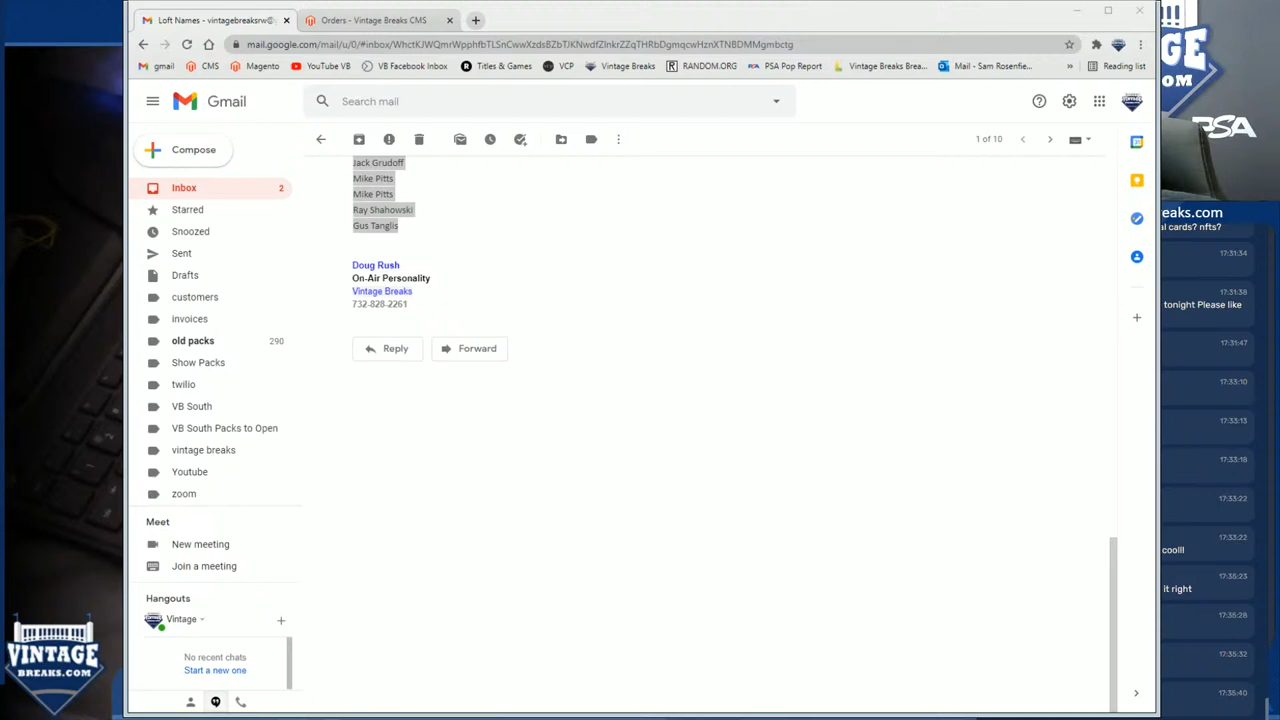 Loft Names - vintagebreaksrw@
Orders - Vintage Breaks CMS
mail.google.com/mail/u/0/#inbox/
gmail
CMS
Magento
YouTube VB
VB Facebook Inbox
Titles & Games
VCP
Vintage Breaks
RANDOM.ORG
PSA Pop Report
Vintage Breaks Brea...
Mail - Sam Rosenfie...
»
Reading list
Gmail
Search mail
1 of 10
Compose
Inbox 2
Starred
Snoozed
Sent
Drafts
customers
invoices
old packs 290
Show Packs
twilio
VB South
VB South Packs to Open
vintage breaks
Youtube
zoom
Meet
New meeting
Join a meeting
Hangouts
Vintage
No recent chats
Start a new one
Jack Grudoff
Mike Pitts
Mike Pitts
Ray Shahowski
Gus Tanglis
Doug Rush
On-Air Personality
Vintage Breaks
732-828-2261
Reply
Forward
TAGE
.COM
PSA
eaks.com
al cards? nfts?
17:31:34
17:31:38
tonight Please like
17:31:47
17:33:10
17:33:13
17:33:18
17:33:22
17:33:22
coolll
17:35:23
it right
17:35:28
17:35:32
17:35:40
VINTAGE
BREAKS.COM